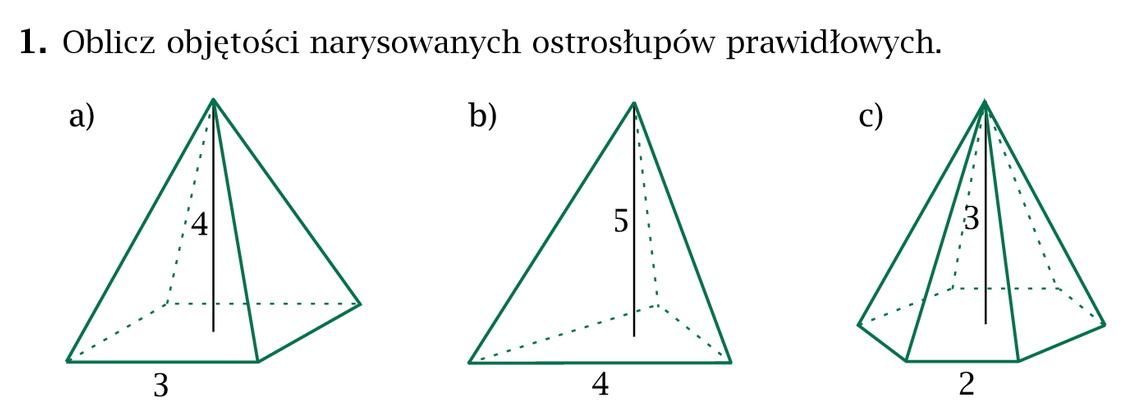 1. Oblicz objętości narysowanych ostrosłupów prawidłowych.
a) b) c)
4 5 3
3 4 2